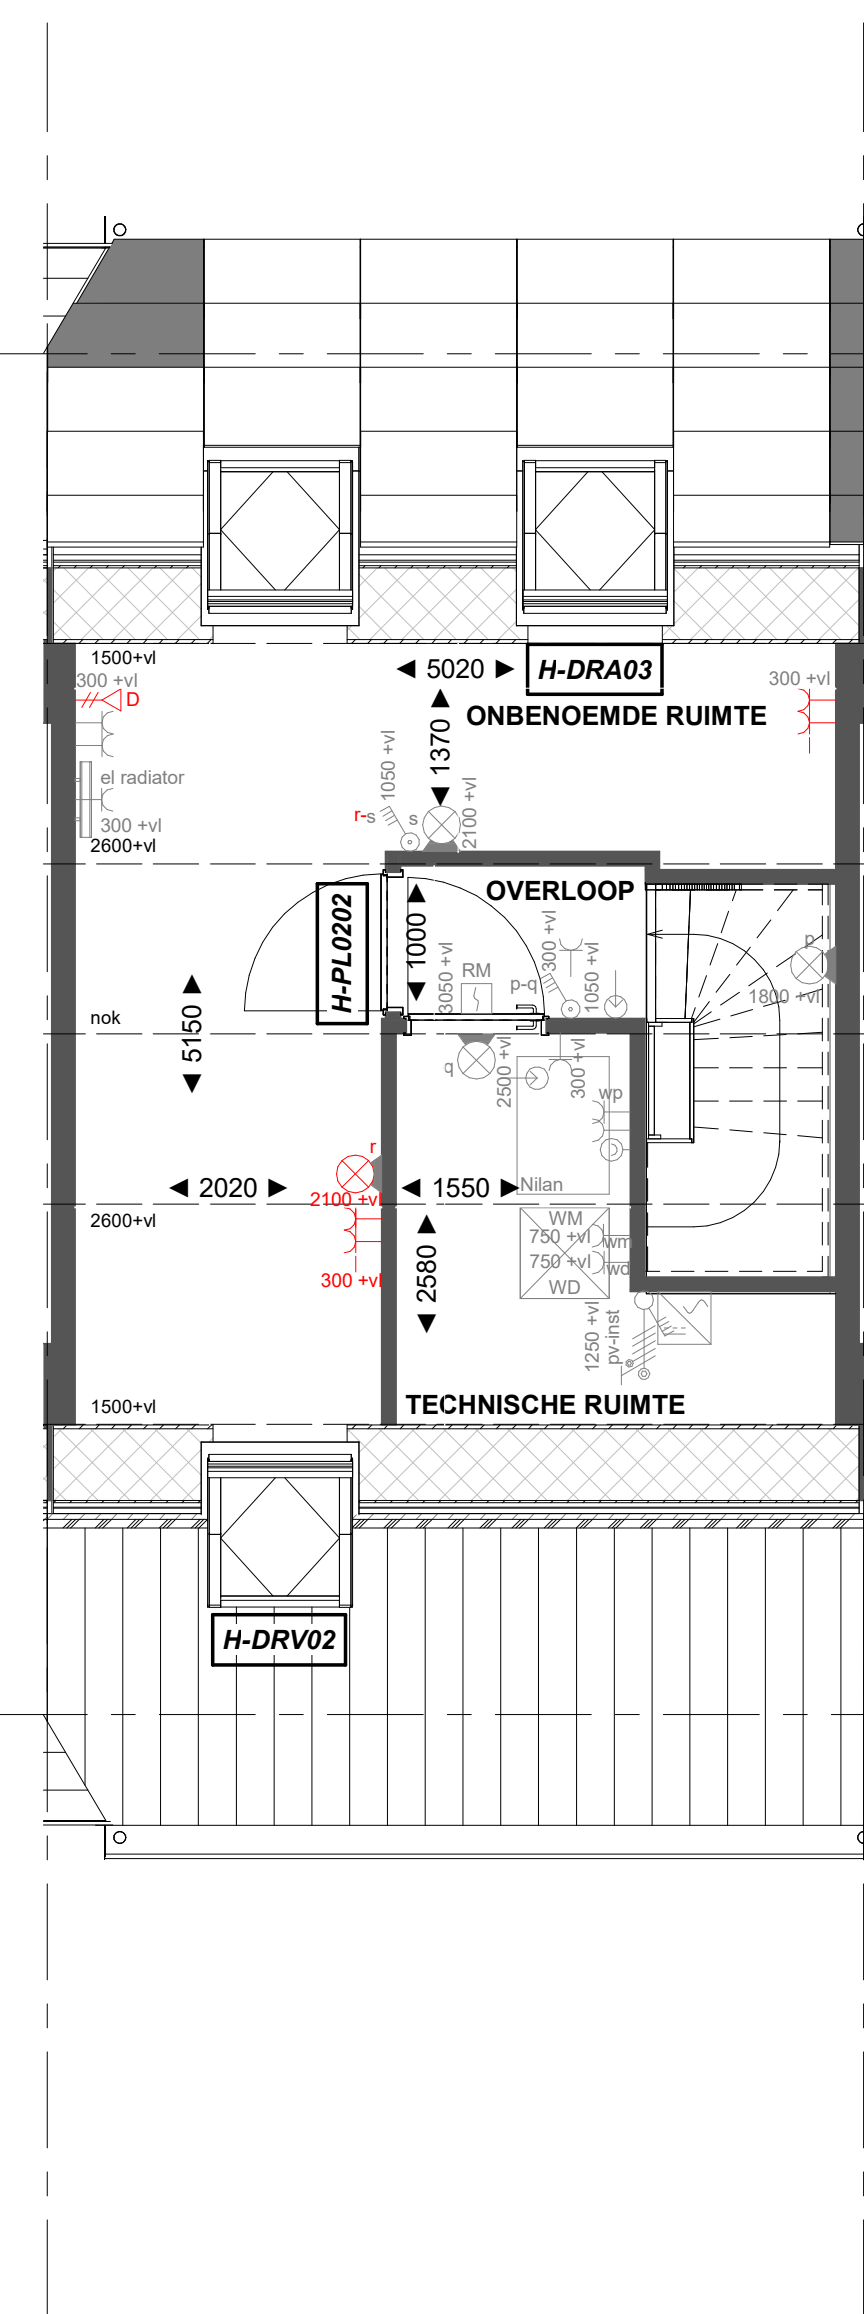 1500+vl
300 +vl
D
5020
H-DRA03
300 +vl
ONBENOEMDE RUIMTE
1370
1050 +vl
el radiator
r-s
s
2100 +vl
300 +vl
2600+vl
OVERLOOP
H-PL0202
1000
3050 +vl
RM
p-q
300 +vl
1050 +vl
p
1800 +vl
nok
5150
q
2500 +vl
300 +vl
wp
r
2020
2100 +vl
1550
Nilan
2600+vl
WM
750 +vl
wm
750 +vl
wd
WD
300 +vl
2580
1250 +vl
pv-inst
1500+vl
TECHNISCHE RUIMTE
H-DRV02